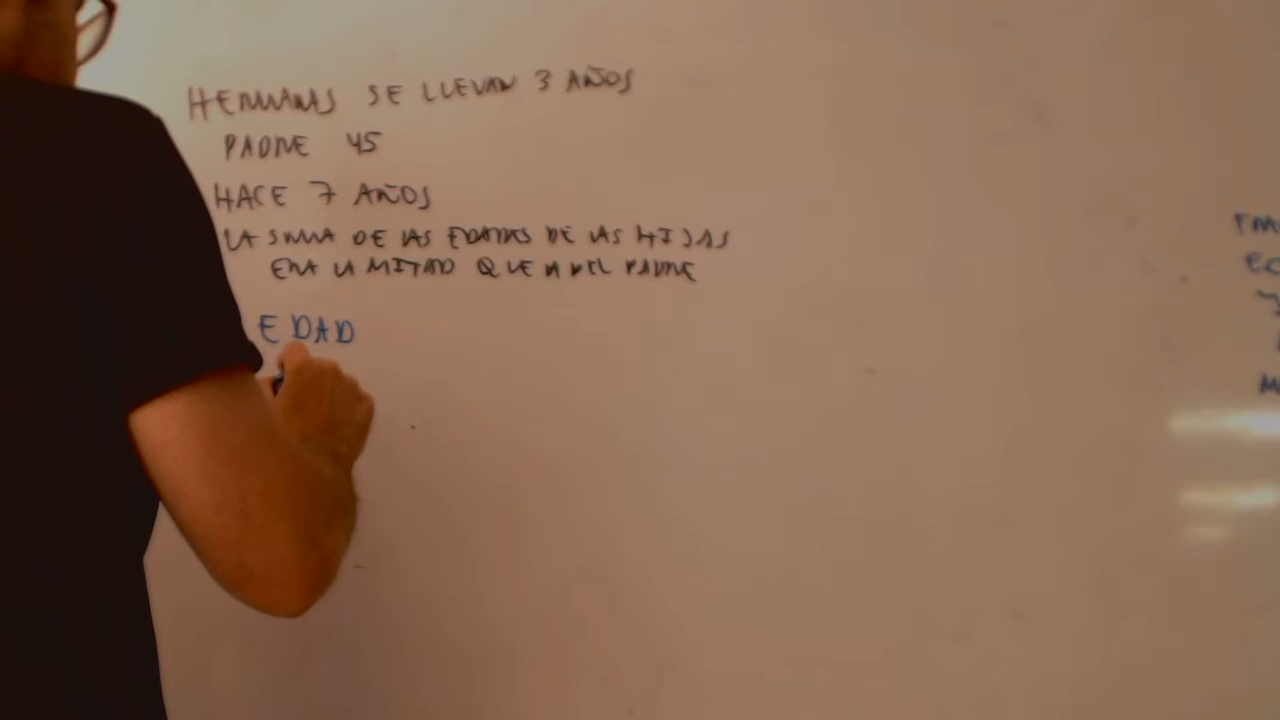 HERMANAS SE LLEVAN 3 AÑOS
PADRE 45
HACE 7 AÑOS
LA SUMA DE LAS EDADES DE LAS HIJAS
ERA LA MITAD QUE LA DEL PADRE
EDAD